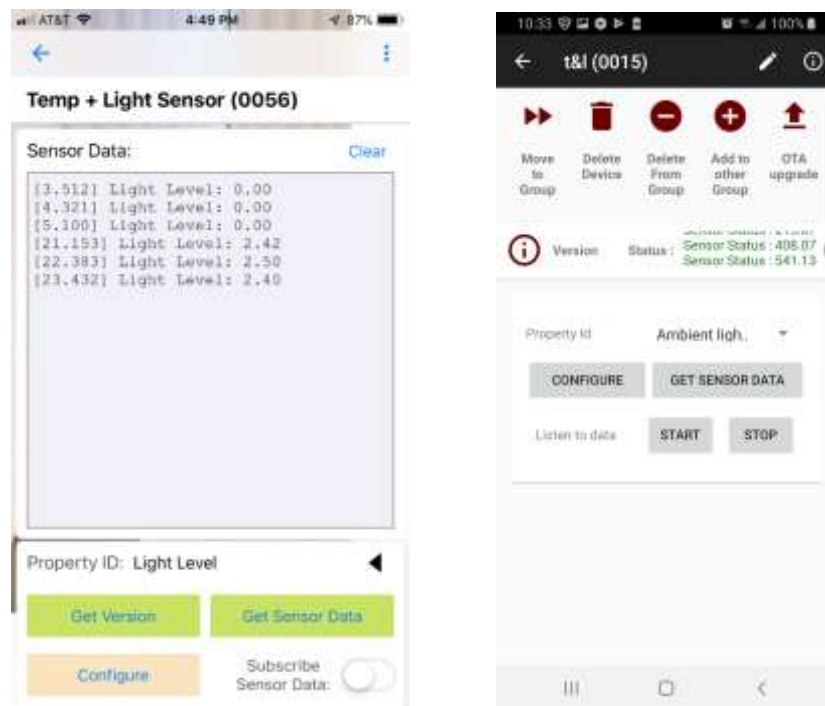 AT&T 4:49 PM 87%
Temp + Light Sensor (0056)
Sensor Data: Clear
[3.512] Light Level: 0.00
[4.321] Light Level: 0.00
[5.100] Light Level: 0.00
[21.153] Light Level: 2.42
[22.383] Light Level: 2.50
[23.432] Light Level: 2.40
Property ID: Light Level
Get Version Get Sensor Data
Configure
Subscribe
Sensor Data:
10:33 100%
t&l (0015)
Move to Group
Delete Device
Delete From Group
Add to other Group
OTA upgrade
Version Status :
Sensor Status : 408.07
Sensor Status : 541.13
Property Id Ambient ligh..
CONFIGURE GET SENSOR DATA
Listen to data START STOP